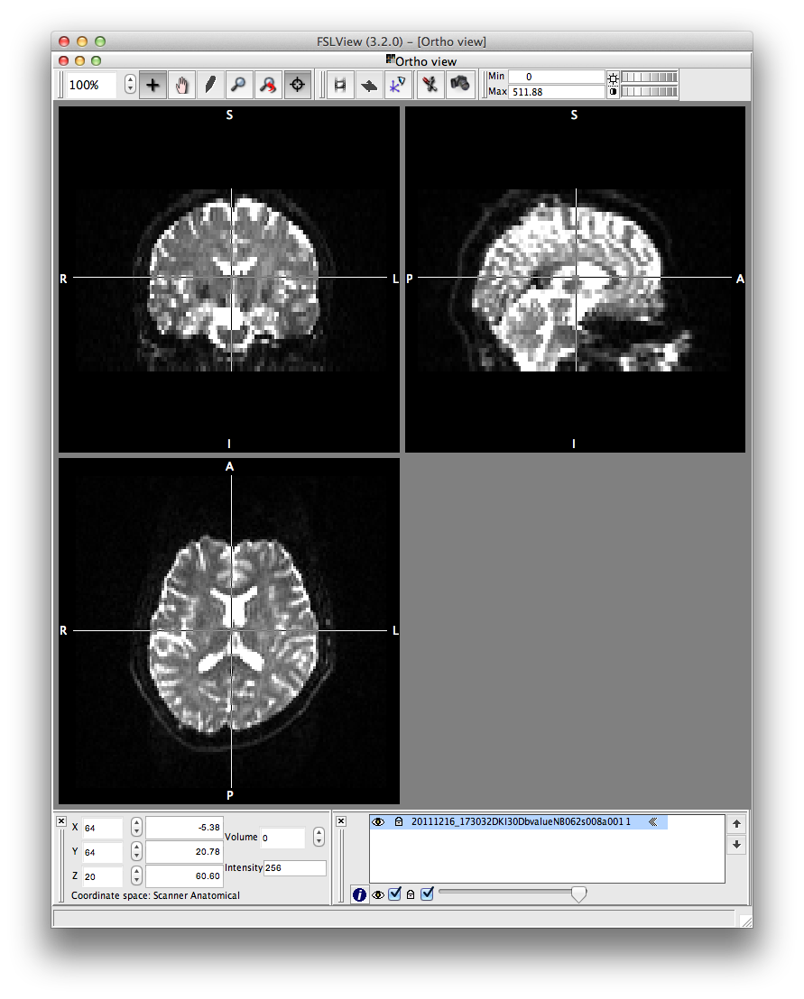 FSLView (3.2.0) – [Ortho view]
Ortho view
100%
Min 0
Max 511.88
S
S
R
L
P
A
I
I
A
R
L
P
X 64 -5.38
Y 64 20.78
Z 20 60.60
Volume 0
Intensity 256
Coordinate space: Scanner Anatomical
20111216_173032DKI30DbvalueNB062s008a001 1
i